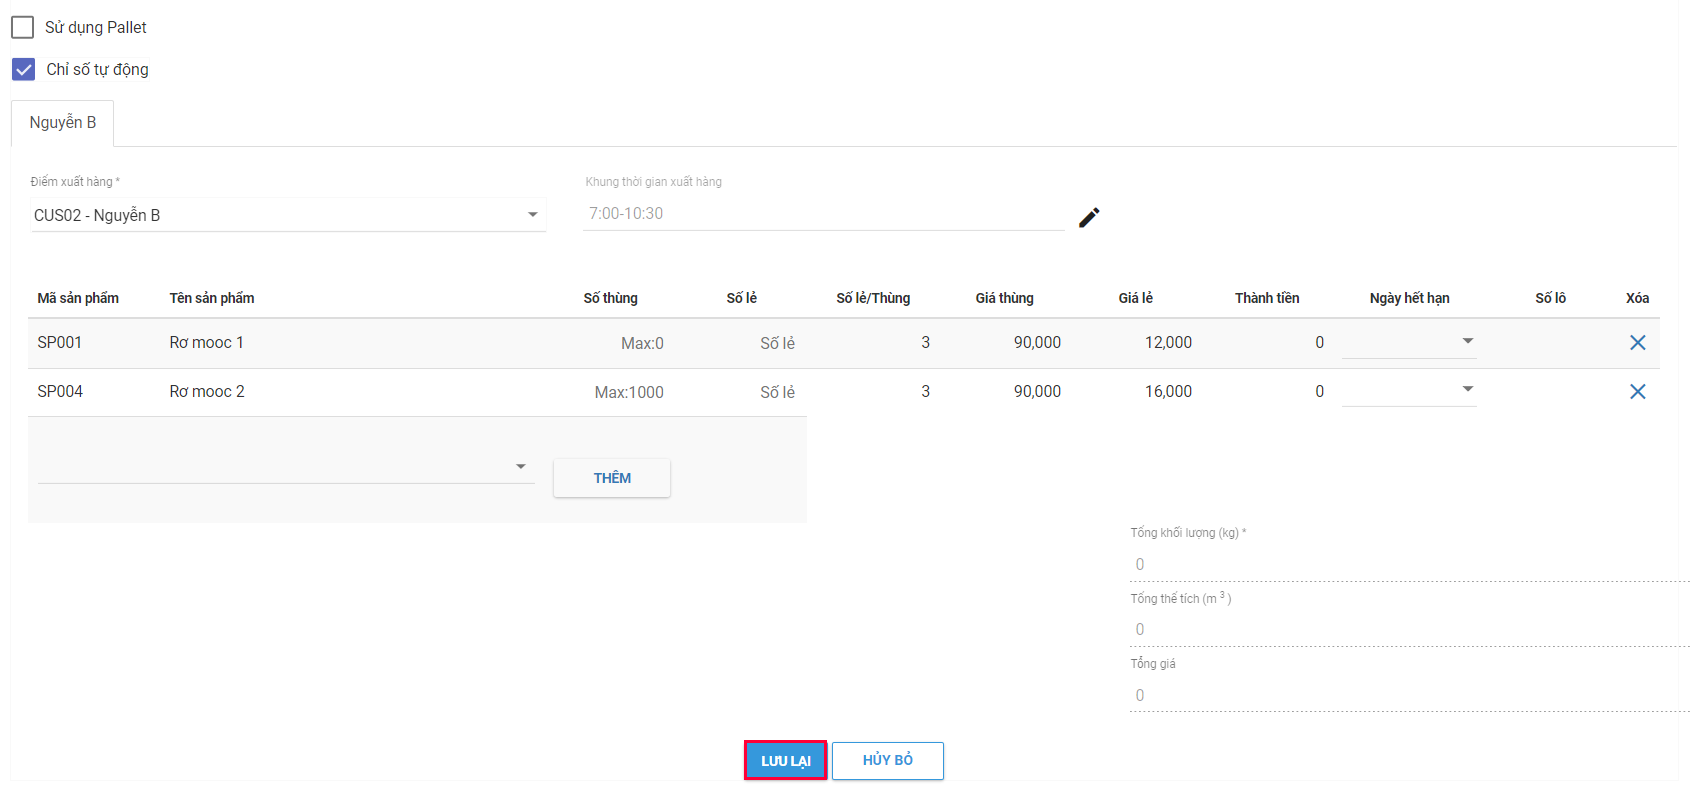 Sử dụng Pallet
Chỉ số tự động
Nguyễn B
Điểm xuất hàng *
Khung thời gian xuất hàng
CUS02 - Nguyễn B
7:00-10:30
Mã sản phẩm Tên sản phẩm Số thùng Số lẻ Số lẻ/Thùng Giá thùng Giá lẻ Thành tiền Ngày hết hạn Số lô Xóa
SP001 Rơ mooc 1 Max:0 Số lẻ 3 90,000 12,000 0
SP004 Rơ mooc 2 Max:1000 Số lẻ 3 90,000 16,000 0
THÊM
Tổng khối lượng (kg) *
0
Tổng thể tích (m 3 )
0
Tổng giá
0
LƯU LẠI HỦY BỎ